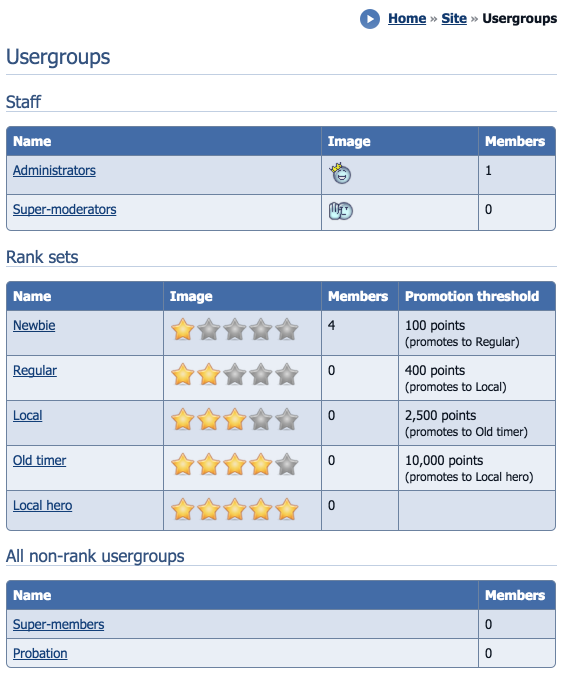 Home » Site » Usergroups
Usergroups
Staff
Name Image Members
Administrators 1
Super-moderators 0
Rank sets
Name Image Members Promotion threshold
Newbie 4 100 points
(promotes to Regular)
Regular 0 400 points
(promotes to Local)
Local 0 2,500 points
(promotes to Old timer)
Old timer 0 10,000 points
(promotes to Local hero)
Local hero 0
All non-rank usergroups
Name Members
Super-members 0
Probation 0